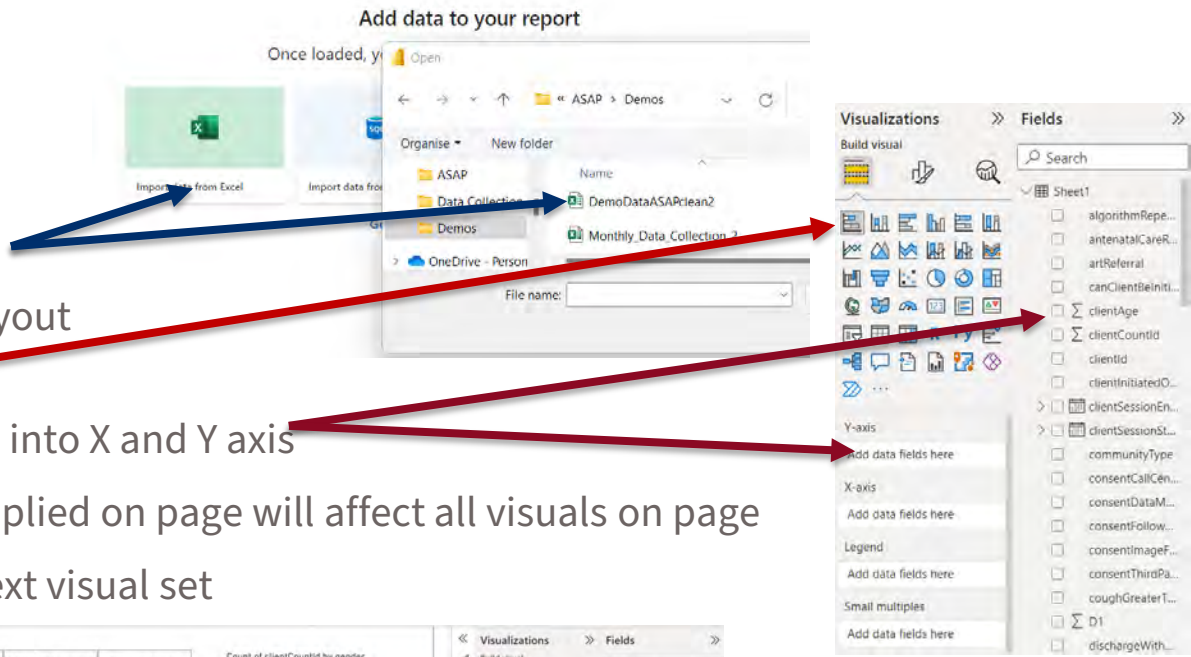 Add data to your report
Once loaded, y
Open
« ASAP > Demos
Organise
New folder
ASAP
Data Collection
Demos
OneDrive - Person
Name
DemoDataASAPclean2
Monthly_Data_Collection_2
File name:
Import data from Excel
Import data from
yout
into X and Y axis
plied on page will affect all visuals on page
ext visual set
Visualizations
Build visual
Y-axis
Add data fields here
X-axis
Add data fields here
Legend
Add data fields here
Small multiples
Add data fields here
Fields
Search
Sheet1
algorithmRepe...
antenatalCareR...
artReferral
canClientBeIniti...
clientAge
clientCountId
clientId
clientInitiatedO...
clientSessionEn...
clientSessionSt...
communityType
consentCallCen...
consentDataM...
consentFollow...
consentImageF...
consentThirdPa...
coughGreaterT...
D1
dischargeWith...
Count of clientCountId by gender
Visualizations
Fields